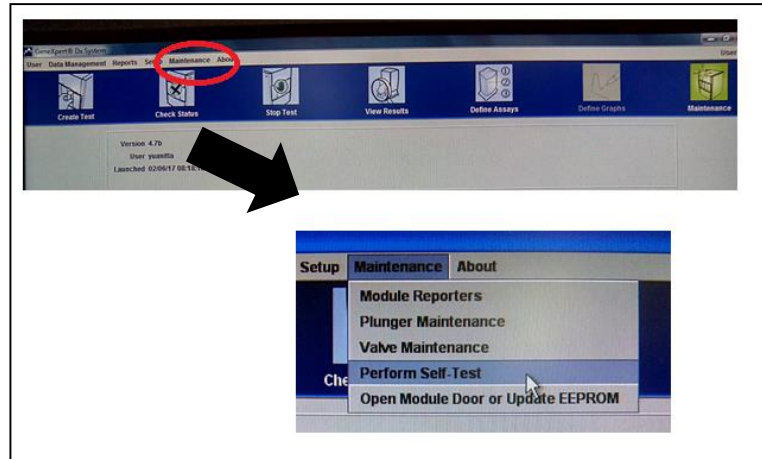 GeneXpert® Dx System
User Data Management Reports Setup Maintenance About
User
Create Test Check Status Stop Test View Results Define Assays Define Graphs Maintenance
Version 4.7b
User yuanitta
Launched 02/06/17
Setup Maintenance About
Module Reporters
Plunger Maintenance
Valve Maintenance
Perform Self-Test
Open Module Door or Update EEPROM